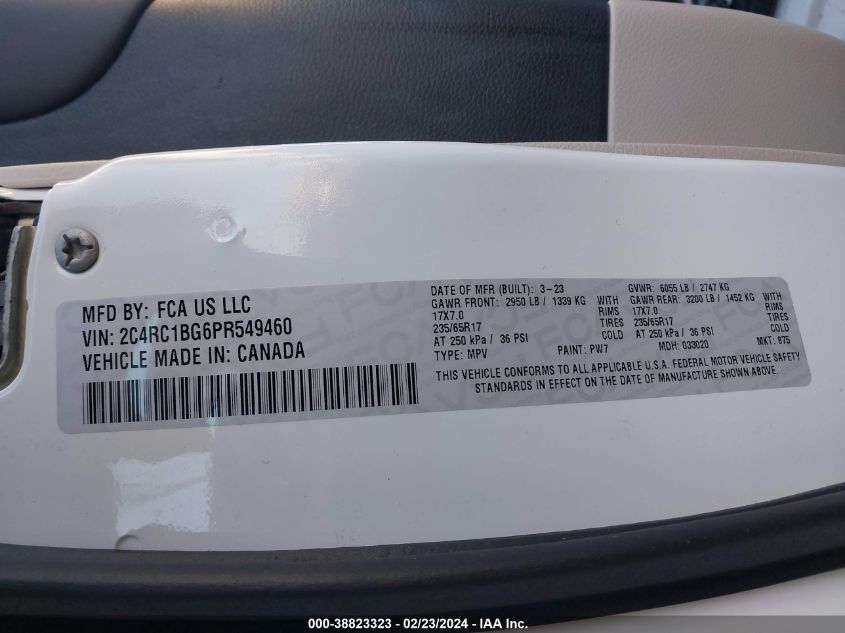 MFD BY: FCA US LLC
VIN: 2C4RC1BG6PR549460
VEHICLE MADE IN: CANADA
DATE OF MFR (BUILT): 3-23 GVWR: 6055 LB / 2747 KG
GAWR FRONT: 2950 LB / 1339 KG WITH GAWR REAR: 3200 LB / 1452 KG WITH
17X7.0 RIMS 17X7.0 RIMS
235/65R17 TIRES 235/65R17 TIRES
AT 250 kPa / 36 PSI COLD AT 250 kPa / 36 PSI COLD
TYPE: MPV PAINT: PW7 MDH: 033020 MKT: 875
THIS VEHICLE CONFORMS TO ALL APPLICABLE U.S.A. FEDERAL MOTOR VEHICLE SAFETY
STANDARDS IN EFFECT ON THE DATE OF MANUFACTURE SHOWN ABOVE.
000-38823323 - 02/23/2024 - IAA Inc.